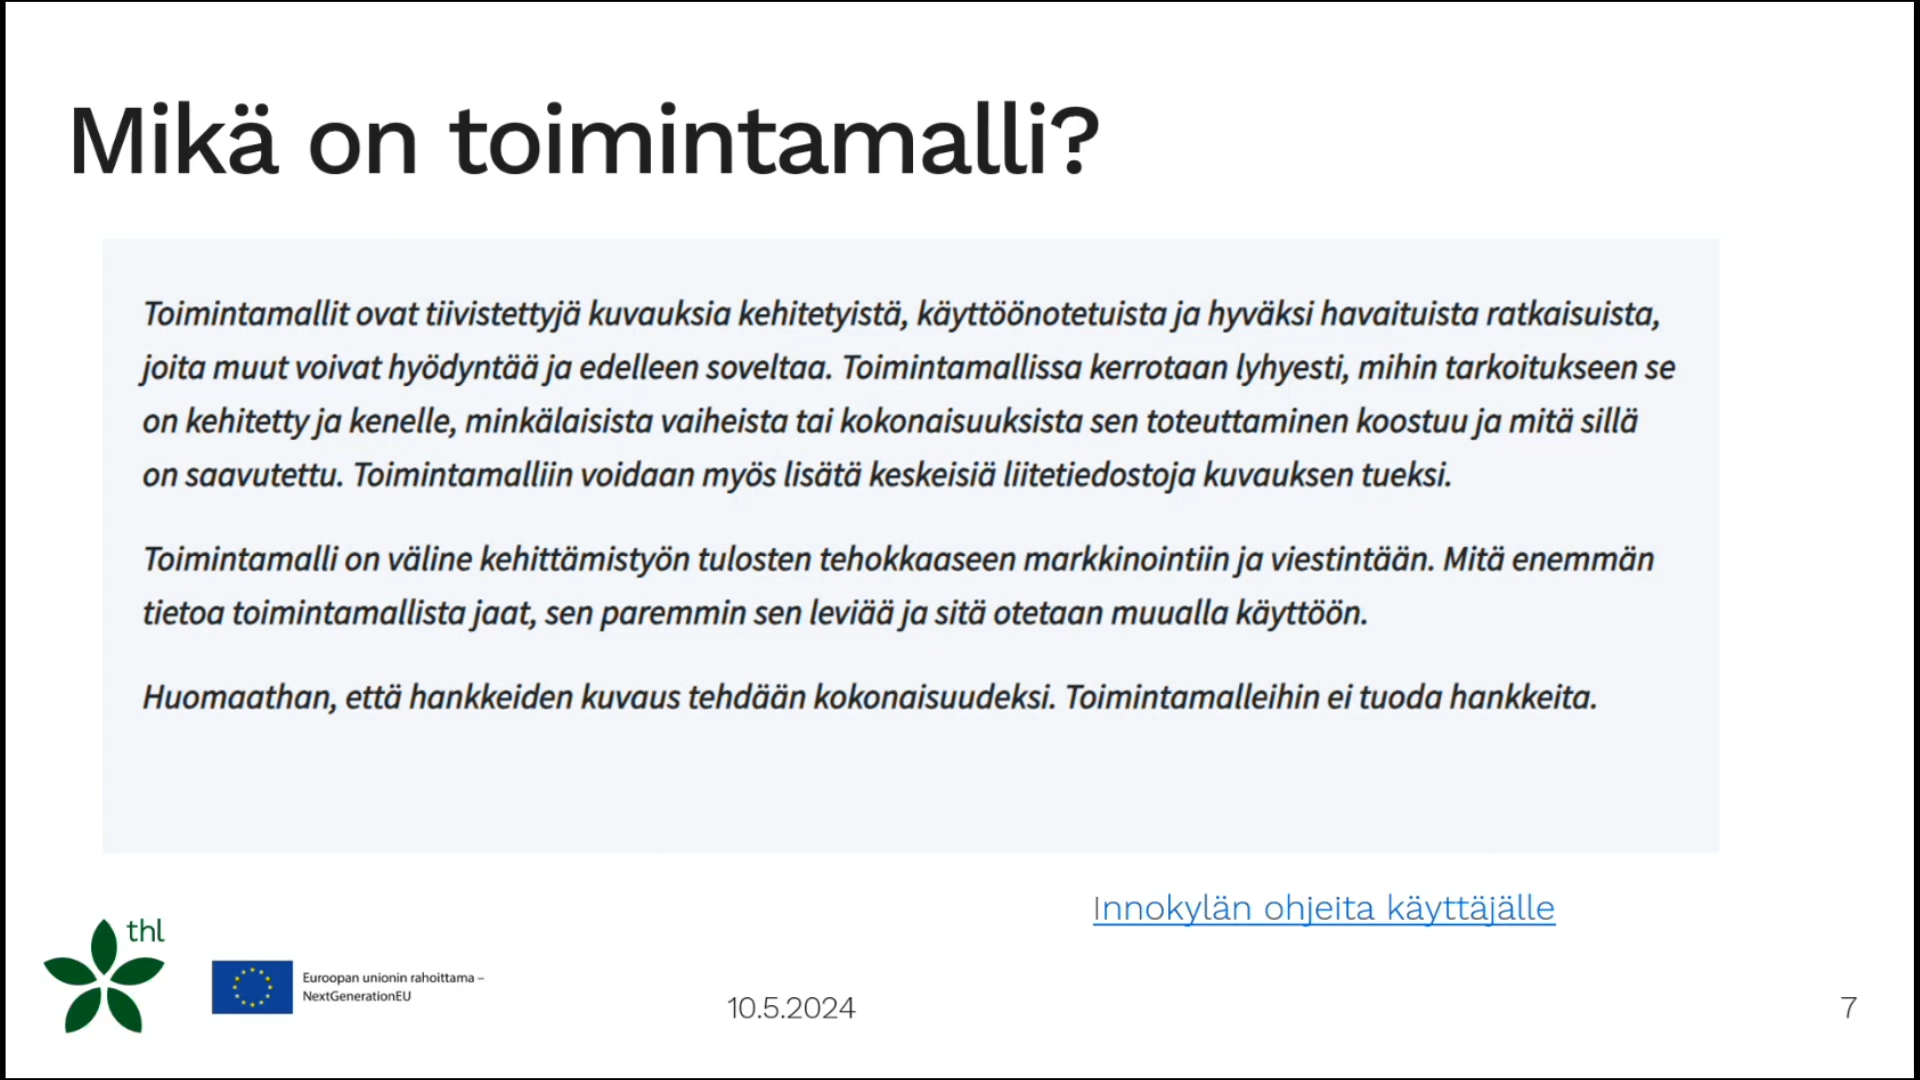 Mikä on toimintamalli?
Toimintamallit ovat tiivistettyjä kuvauksia kehitetyistä, käyttöönotetuista ja hyväksi havaituista ratkaisuista,
joita muut voivat hyödyntää ja edelleen soveltaa. Toimintamallissa kerrotaan lyhyesti, mihin tarkoitukseen se
on kehitetty ja kenelle, minkälaisista vaiheista tai kokonaisuuksista sen toteuttaminen koostuu ja mitä sillä
on saavutettu. Toimintamalliin voidaan myös lisätä keskeisiä liitetiedostoja kuvauksen tueksi.
Toimintamalli on väline kehittämistyön tulosten tehokkaaseen markkinointiin ja viestintään. Mitä enemmän
tietoa toimintamallista jaat, sen paremmin sen leviää ja sitä otetaan muualla käyttöön.
Huomaathan, että hankkeiden kuvaus tehdään kokonaisuudeksi. Toimintamalleihin ei tuoda hankkeita.
Innokylän ohjeita käyttäjälle
thl
Euroopan unionin rahoittama –
NextGenerationEU
10.5.2024
7